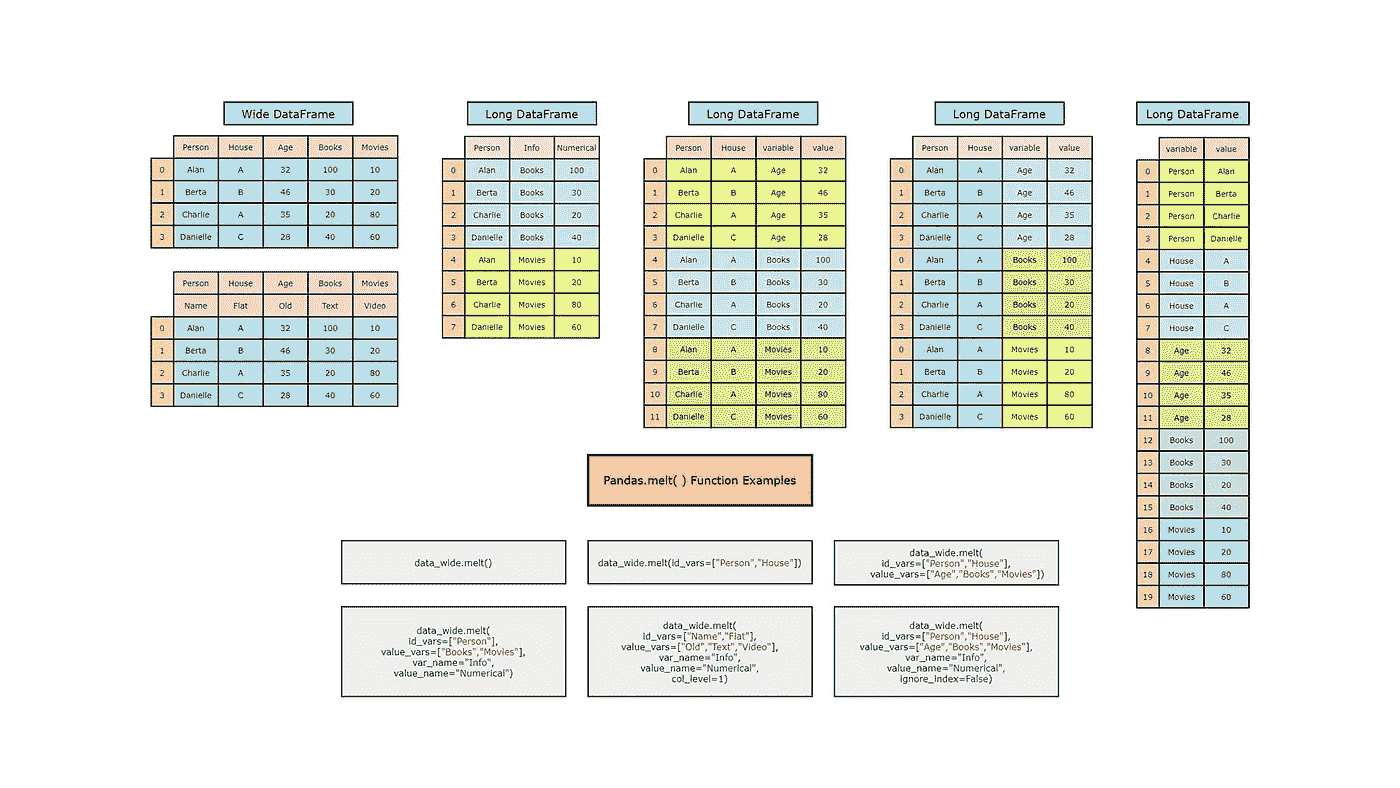 Wide DataFrame
Person House Age Books Movies
0 Alan A 32 100 10
1 Berta B 46 30 20
2 Charlie A 35 20 80
3 Danielle C 28 40 60
Person House Age Books Movies
Name Flat Old Text Video
0 Alan A 32 100 10
1 Berta B 46 30 20
2 Charlie A 35 20 80
3 Danielle C 28 40 60
Long DataFrame
Person Info Numerical
0 Alan Books 100
1 Berta Books 30
2 Charlie Books 20
3 Danielle Books 40
4 Alan Movies 10
5 Berta Movies 20
6 Charlie Movies 80
7 Danielle Movies 60
Long DataFrame
Person House variable value
0 Alan A Age 32
1 Berta B Age 46
2 Charlie A Age 35
3 Danielle C Age 28
4 Alan A Books 100
5 Berta B Books 30
6 Charlie A Books 20
7 Danielle C Books 40
8 Alan A Movies 10
9 Berta B Movies 20
10 Charlie A Movies 80
11 Danielle C Movies 60
Long DataFrame
Person House variable value
0 Alan A Age 32
1 Berta B Age 46
2 Charlie A Age 35
3 Danielle C Age 28
0 Alan A Books 100
1 Berta B Books 30
2 Charlie A Books 20
3 Danielle C Books 40
0 Alan A Movies 10
1 Berta B Movies 20
2 Charlie A Movies 80
3 Danielle C Movies 60
Long DataFrame
variable value
0 Person Alan
1 Person Berta
2 Person Charlie
3 Person Danielle
4 House A
5 House B
6 House A
7 House C
8 Age 32
9 Age 46
10 Age 35
11 Age 28
12 Books 100
13 Books 30
14 Books 20
15 Books 40
16 Movies 10
17 Movies 20
18 Movies 80
19 Movies 60
Pandas.melt( ) Function Examples
data_wide.melt()
data_wide.melt(id_vars=["Person","House"])
data_wide.melt(
id_vars=["Person","House"],
value_vars=["Age","Books","Movies"])
data_wide.melt(
id_vars=["Person"],
value_vars=["Books","Movies"],
var_name="Info",
value_name="Numerical")
data_wide.melt(
id_vars=["Name","Flat"],
value_vars=["Old","Text","Video"],
var_name="Info",
value_name="Numerical",
col_level=1)
data_wide.melt(
id_vars=["Person","House"],
value_vars=["Age","Books","Movies"],
var_name="Info",
value_name="Numerical",
ignore_index=False)